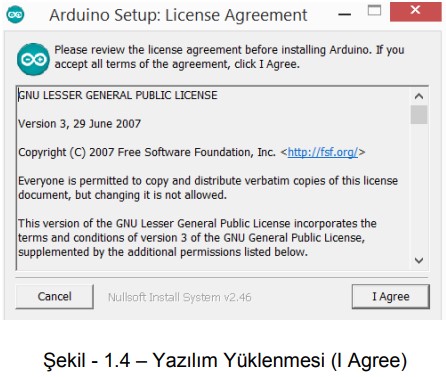 Arduino Setup: License Agreement
Please review the license agreement before installing Arduino. If you
accept all terms of the agreement, click I Agree.
GNU LESSER GENERAL PUBLIC LICENSE
Version 3, 29 June 2007
Copyright (C) 2007 Free Software Foundation, Inc. <http://fsf.org/>
Everyone is permitted to copy and distribute verbatim copies of this license
document, but changing it is not allowed.
This version of the GNU Lesser General Public License incorporates the
terms and conditions of version 3 of the GNU General Public License,
supplemented by the additional permissions listed below.
Cancel
Nullsoft Install System v2.46
I Agree
Şekil - 1.4 – Yazılım Yüklenmesi (I Agree)